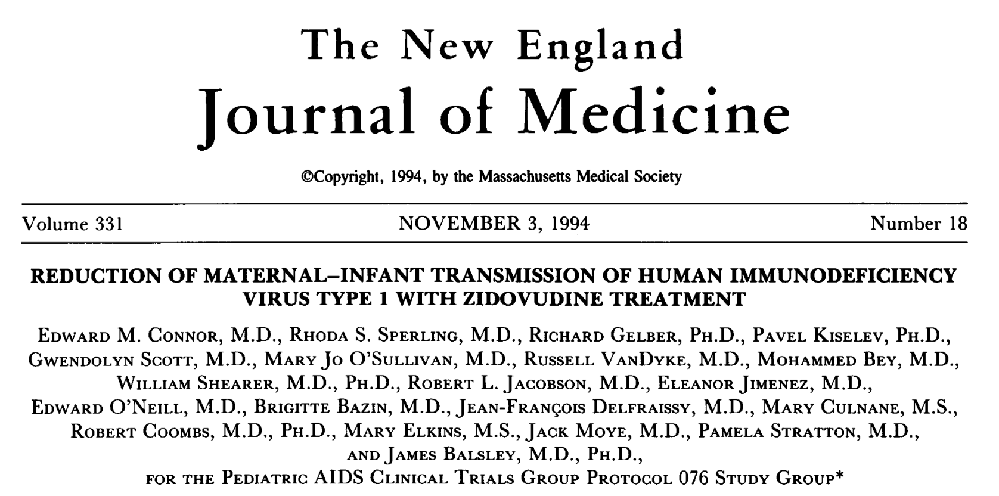 The New England
Journal of Medicine
©Copyright, 1994, by the Massachusetts Medical Society
Volume 331 NOVEMBER 3, 1994 Number 18
REDUCTION OF MATERNAL–INFANT TRANSMISSION OF HUMAN IMMUNODEFICIENCY
VIRUS TYPE 1 WITH ZIDOVUDINE TREATMENT
EDWARD M. CONNOR, M.D., RHODA S. SPERLING, M.D., RICHARD GELBER, PH.D., PAVEL KISELEV, PH.D.,
GWENDOLYN SCOTT, M.D., MARY JO O'SULLIVAN, M.D., RUSSELL VANDYKE, M.D., MOHAMMED BEY, M.D.,
WILLIAM SHEARER, M.D., PH.D., ROBERT L. JACOBSON, M.D., ELEANOR JIMENEZ, M.D.,
EDWARD O'NEILL, M.D., BRIGITTE BAZIN, M.D., JEAN-FRANÇOIS DELFRAISSY, M.D., MARY CULNANE, M.S.,
ROBERT COOMBS, M.D., PH.D., MARY ELKINS, M.S., JACK MOYE, M.D., PAMELA STRATTON, M.D.,
AND JAMES BALSLEY, M.D., PH.D.,
FOR THE PEDIATRIC AIDS CLINICAL TRIALS GROUP PROTOCOL 076 STUDY GROUP*